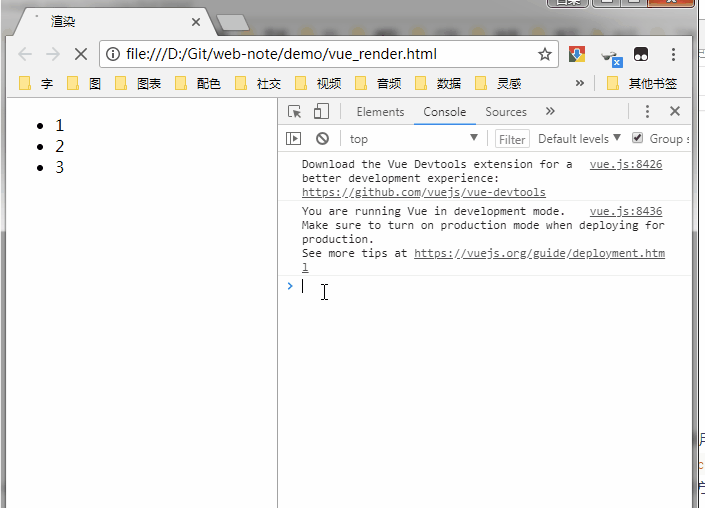 渲染
file:///D:/Git/web-note/demo/vue_render.html
字 图 图表 配色 社交 视频 音频 数据 灵感 » 其他书签
1
2
3
Elements Console Sources »
top Filter Default levels Group s
Download the Vue Devtools extension for a vue.js:8426
better development experience:
https://github.com/vuejs/vue-devtools
You are running Vue in development mode. vue.js:8436
Make sure to turn on production mode when deploying for
production.
See more tips at https://vuejs.org/guide/deployment.htm
l
>